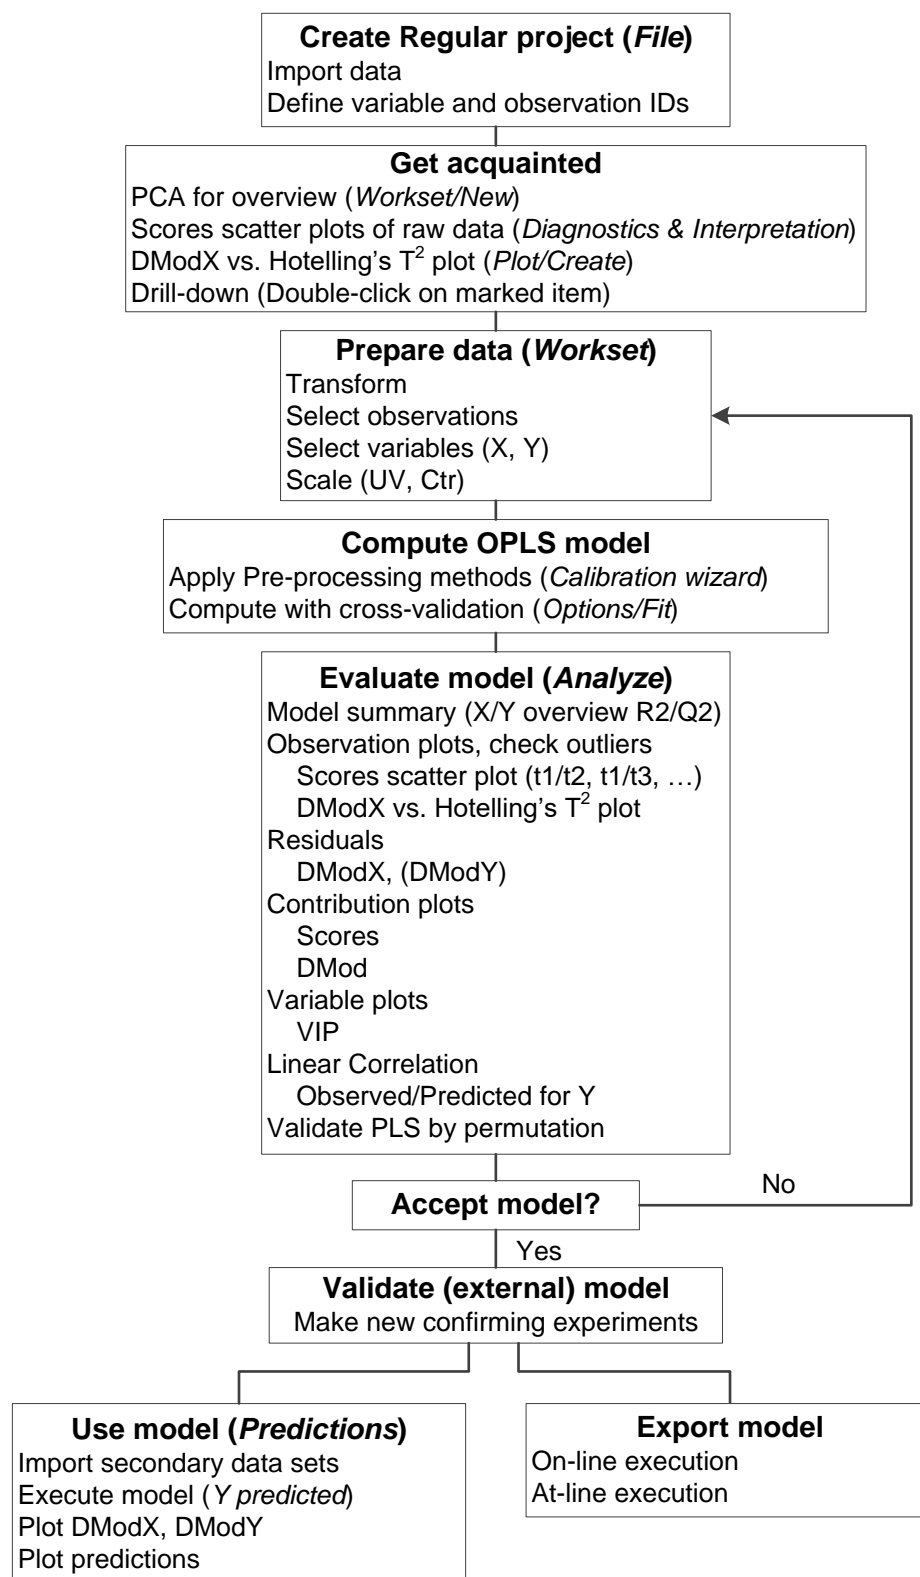 Create Regular project (File)
Import data
Define variable and observation IDs
Get acquainted
PCA for overview (Workset/New)
Scores scatter plots of raw data (Diagnostics & Interpretation)
DModX vs. Hotelling's T² plot (Plot/Create)
Drill-down (Double-click on marked item)
Prepare data (Workset)
Transform
Select observations
Select variables (X, Y)
Scale (UV, Ctr)
Compute OPLS model
Apply Pre-processing methods (Calibration wizard)
Compute with cross-validation (Options/Fit)
Evaluate model (Analyze)
Model summary (X/Y overview R2/Q2)
Observation plots, check outliers
Scores scatter plot (t1/t2, t1/t3, …)
DModX vs. Hotelling's T² plot
Residuals
DModX, (DModY)
Contribution plots
Scores
DMod
Variable plots
VIP
Linear Correlation
Observed/Predicted for Y
Validate PLS by permutation
Accept model?
No
Yes
Validate (external) model
Make new confirming experiments
Use model (Predictions)
Import secondary data sets
Execute model (Y predicted)
Plot DModX, DModY
Plot predictions
Export model
On-line execution
At-line execution